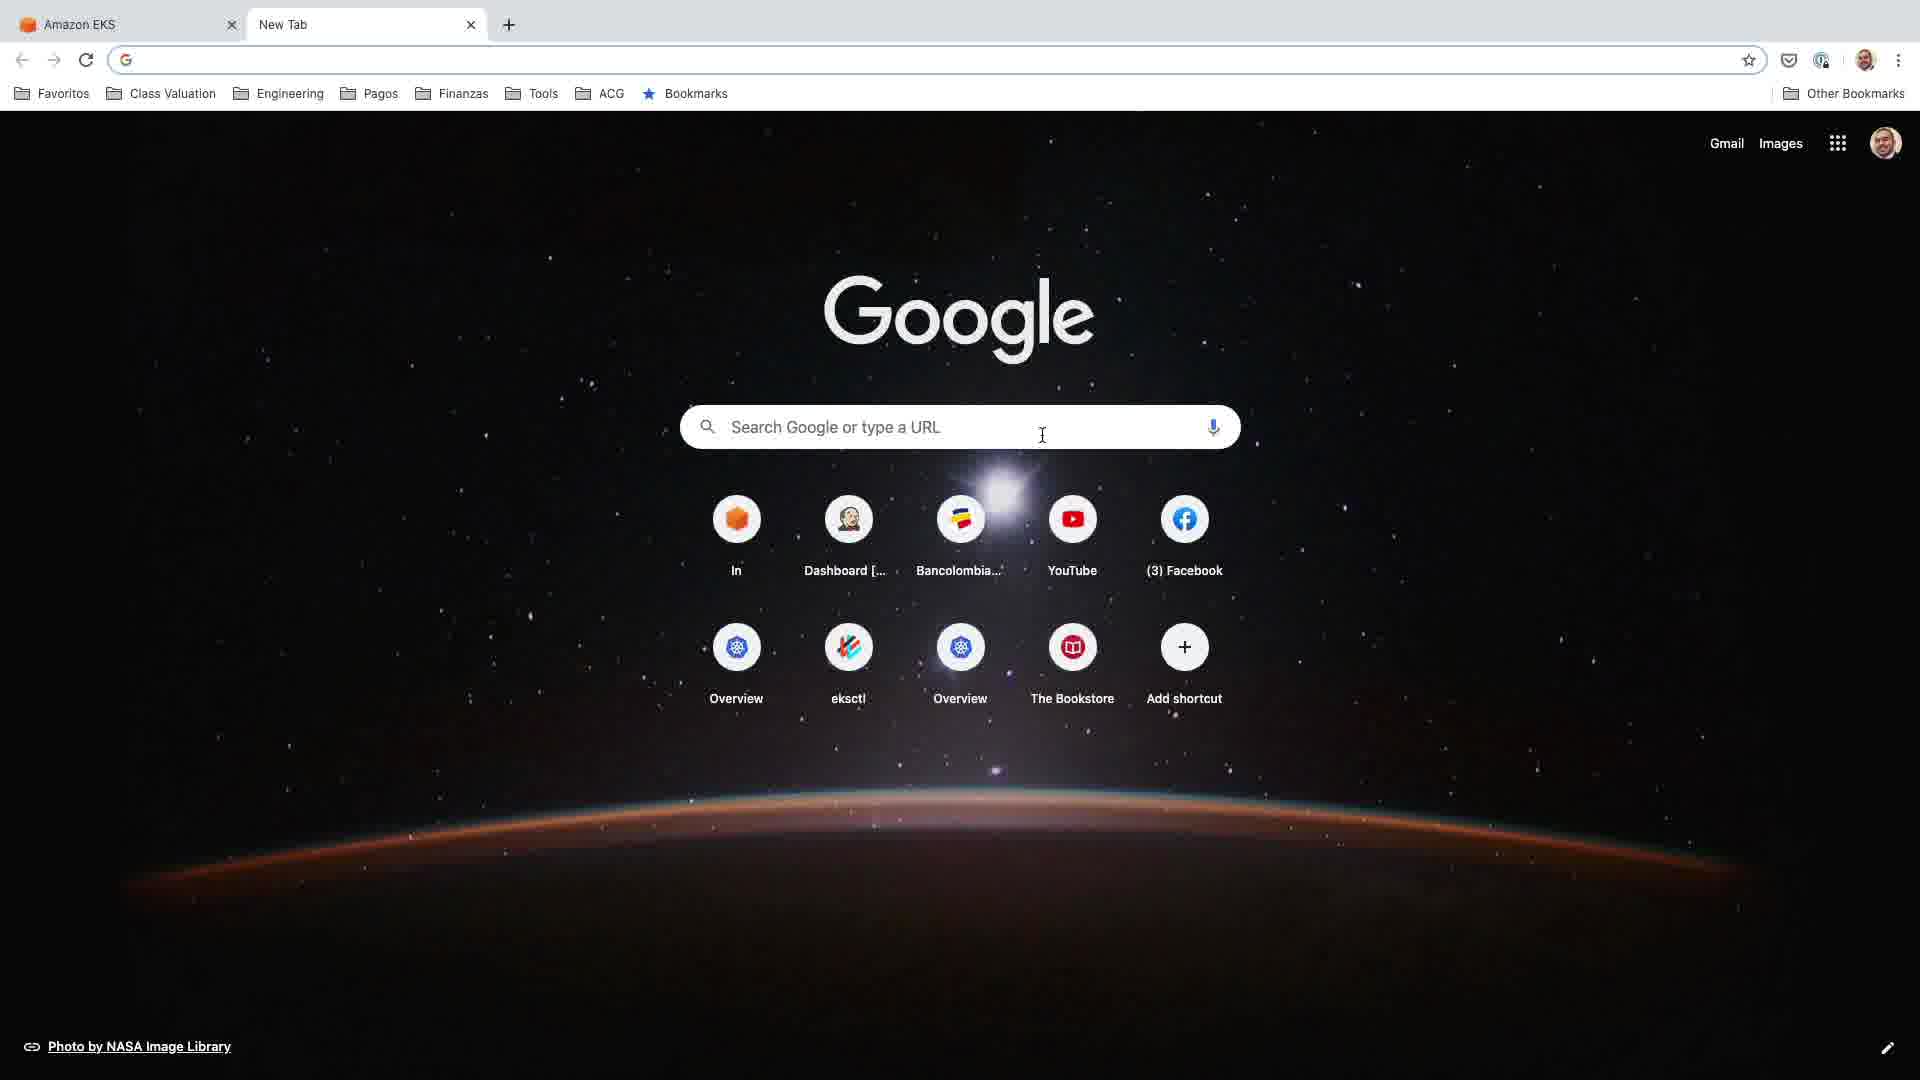 Amazon EKS
New Tab
Favoritos
Class Valuation
Engineering
Pagos
Finanzas
Tools
ACG
Bookmarks
Other Bookmarks
Gmail
Images
Google
Search Google or type a URL
In
Dashboard [...
Bancolombia...
YouTube
(3) Facebook
Overview
eksctl
Overview
The Bookstore
Add shortcut
Photo by NASA Image Library